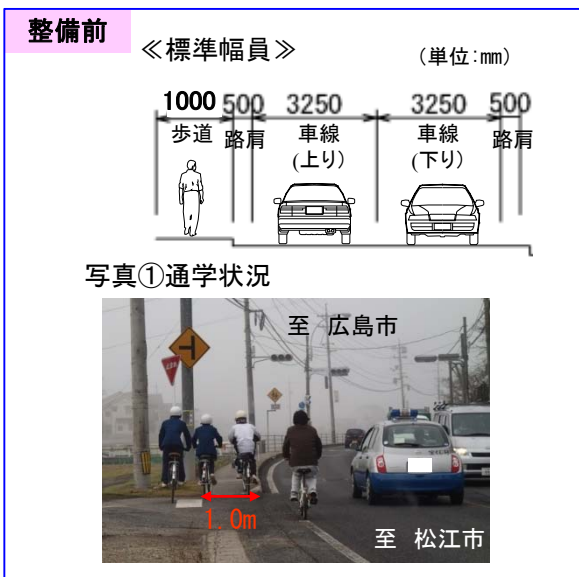 整備前
≪標準幅員≫
(単位:㎜)
1000 500 3250 3250 500
歩道 路肩 車線 車線 路肩
(上り) (下り)
写真①通学状況
至 広島市
1.0m
至 松江市